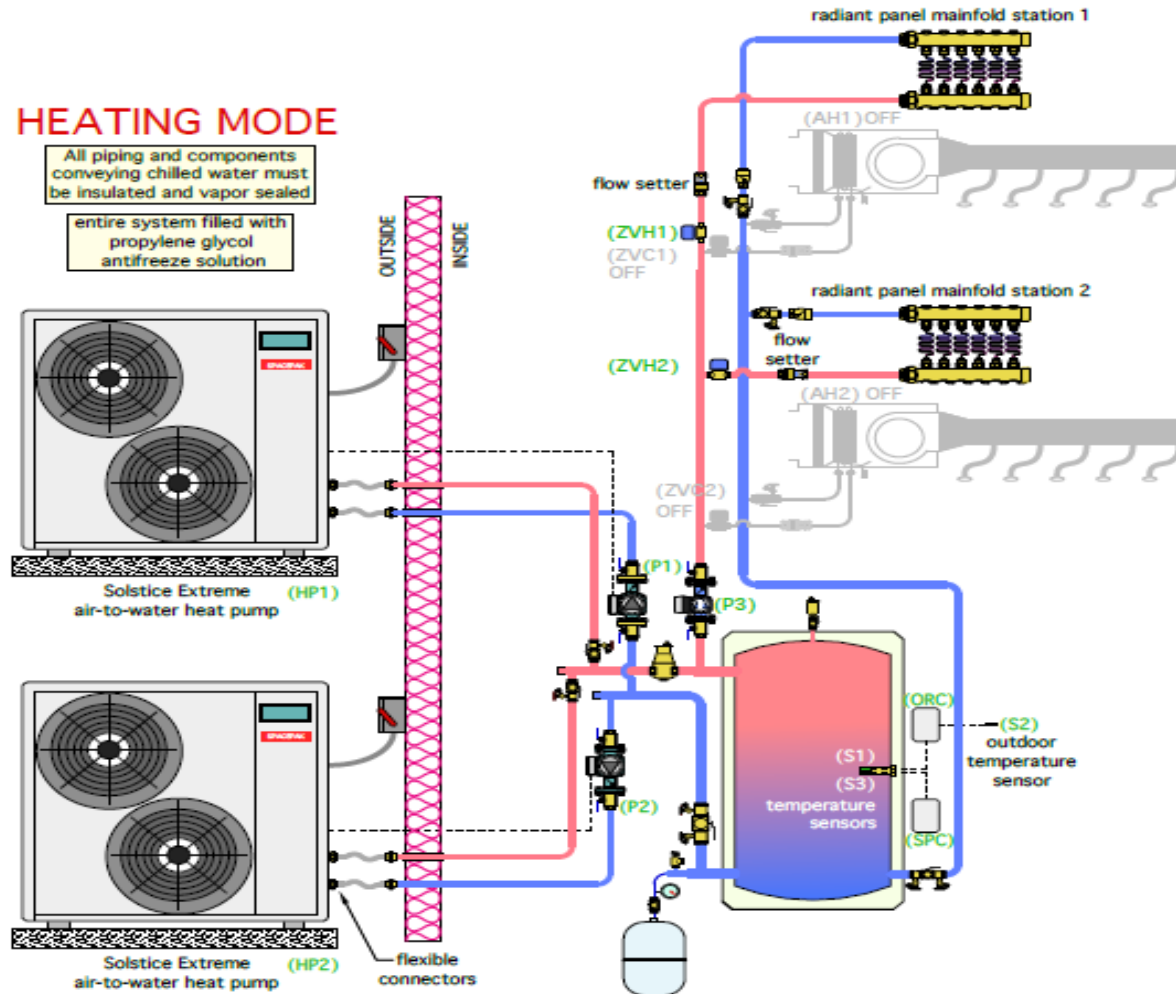 HEATING MODE
All piping and components
conveying chilled water must
be insulated and vapor sealed
entire system filled with
propylene glycol
antifreeze solution
OUTSIDE
INSIDE
radiant panel mainfold station 1
(AH1) OFF
flow setter
(ZVH1)
(ZVC1)
OFF
radiant panel mainfold station 2
flow
setter
(ZVH2)
(AH2) OFF
(ZVC2)
OFF
SPACEPAK
Solstice Extreme
air-to-water heat pump
(HP1)
(P1)
(P3)
SPACEPAK
Solstice Extreme
air-to-water heat pump
(HP2)
(P2)
flexible
connectors
(ORC)
(S2)
outdoor
temperature
sensor
(S1)
(S3)
temperature
sensors
(SPC)